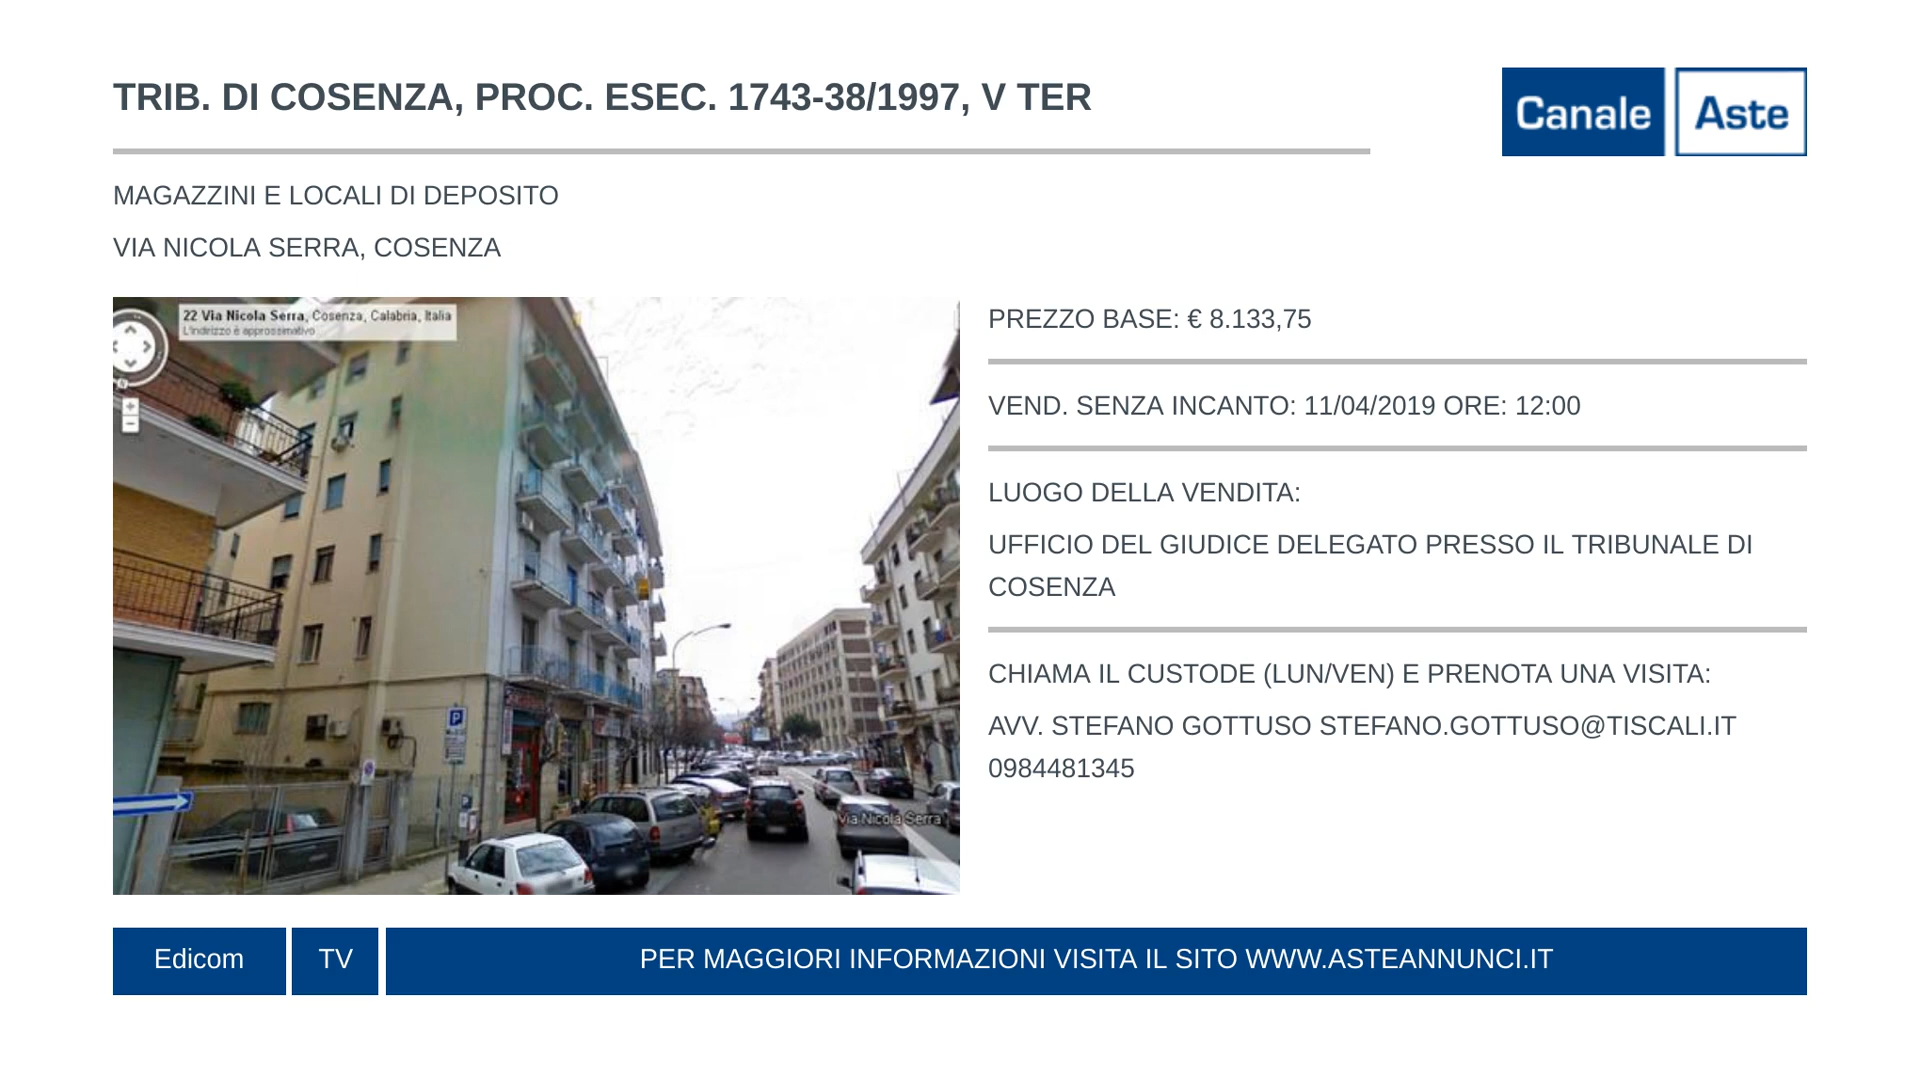 TRIB. DI COSENZA, PROC. ESEC. 1743-38/1997, V TER
Canale Aste
MAGAZZINI E LOCALI DI DEPOSITO
VIA NICOLA SERRA, COSENZA
22 Via Nicola Serra, Cosenza, Calabria, Italia
L'indirizzo è approssimativo
P
Via Nicola Serra
PREZZO BASE: € 8.133,75
VEND. SENZA INCANTO: 11/04/2019 ORE: 12:00
LUOGO DELLA VENDITA:
UFFICIO DEL GIUDICE DELEGATO PRESSO IL TRIBUNALE DI
COSENZA
CHIAMA IL CUSTODE (LUN/VEN) E PRENOTA UNA VISITA:
AVV. STEFANO GOTTUSO STEFANO.GOTTUSO@TISCALI.IT
0984481345
Edicom TV PER MAGGIORI INFORMAZIONI VISITA IL SITO WWW.ASTEANNUNCI.IT